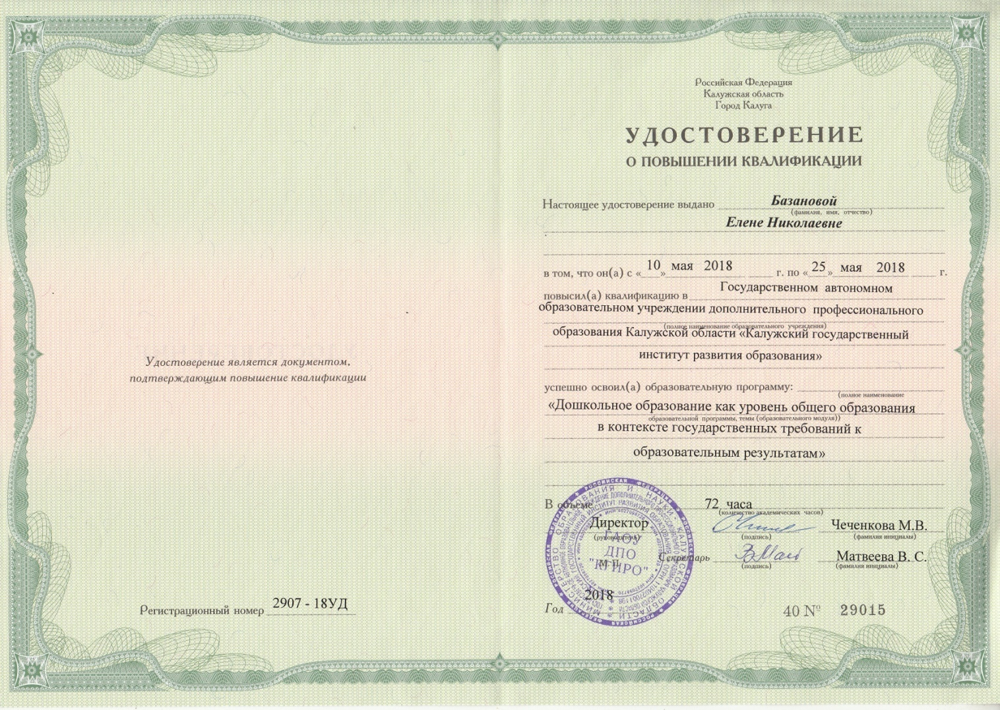 Удостоверение является документом,
подтверждающим повышение квалификации
Регистрационный номер 2907 - 18УД
Российская Федерация
Калужская область
Город Калуга
УДОСТОВЕРЕНИЕ
О ПОВЫШЕНИИ КВАЛИФИКАЦИИ
Настоящее удостоверение выдано Базановой
(фамилия, имя, отчество)
Елене Николаевне
в том, что он(а) с «10» мая 2018 г. по «25» мая 2018 г.
повысил(а) квалификацию в Государственном автономном
образовательном учреждении дополнительного профессионального
(полное наименование образовательного учреждения)
образования Калужской области «Калужский государственный
институт развития образования»
успешно освоил(а) образовательную программу:
(полное наименование
«Дошкольное образование как уровень общего образования
образовательной программы, темы (образовательного модуля))
в контексте государственных требований к
образовательным результатам»
В объеме 72 часа
(количество академических часов)
Директор Чеченкова М.В.
(руководитель) (подпись) (фамилия инициалы)
ГАОУ
ДПО
"КГИРО"
М. П.
Секретарь Матвеева В. С.
(подпись) (фамилия инициалы)
Год 2018
40 № 29015